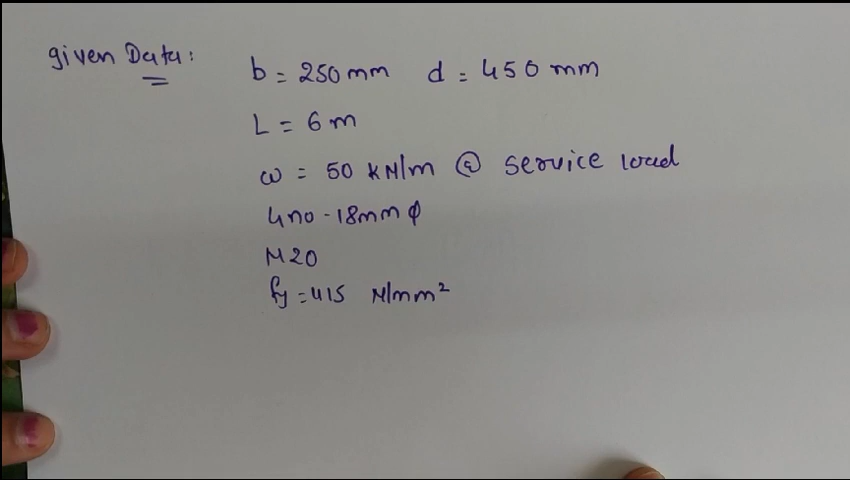 given Data:
b = 250 mm d = 450 mm
L = 6 m
ω = 50 kN/m @ service load
4no - 18mm ϕ
M20
fy = 415 N/mm²